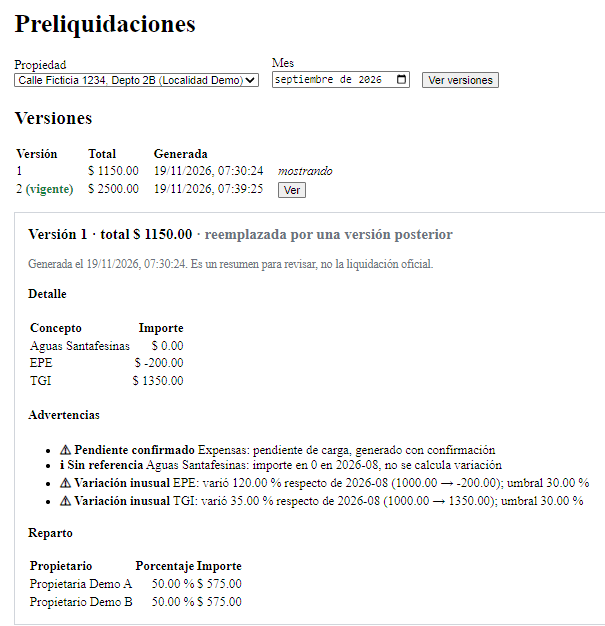 Preliquidaciones
Propiedad
Calle Ficticia 1234, Depto 2B (Localidad Demo)
Mes
septiembre de 2026
Ver versiones
Versiones
Versión Total Generada
1 $ 1150.00 19/11/2026, 07:30:24 mostrando
2 (vigente) $ 2500.00 19/11/2026, 07:39:25 Ver
Versión 1 · total $ 1150.00 · reemplazada por una versión posterior
Generada el 19/11/2026, 07:30:24. Es un resumen para revisar, no la liquidación oficial.
Detalle
Concepto Importe
Aguas Santafesinas $ 0.00
EPE $ -200.00
TGI $ 1350.00
Advertencias
• ⚠ Pendiente confirmado Expensas: pendiente de carga, generado con confirmación
• ℹ Sin referencia Aguas Santafesinas: importe en 0 en 2026-08, no se calcula variación
• ⚠ Variación inusual EPE: varió 120.00 % respecto de 2026-08 (1000.00 → -200.00); umbral 30.00 %
• ⚠ Variación inusual TGI: varió 35.00 % respecto de 2026-08 (1000.00 → 1350.00); umbral 30.00 %
Reparto
Propietario Porcentaje Importe
Propietaria Demo A 50.00 % $ 575.00
Propietario Demo B 50.00 % $ 575.00